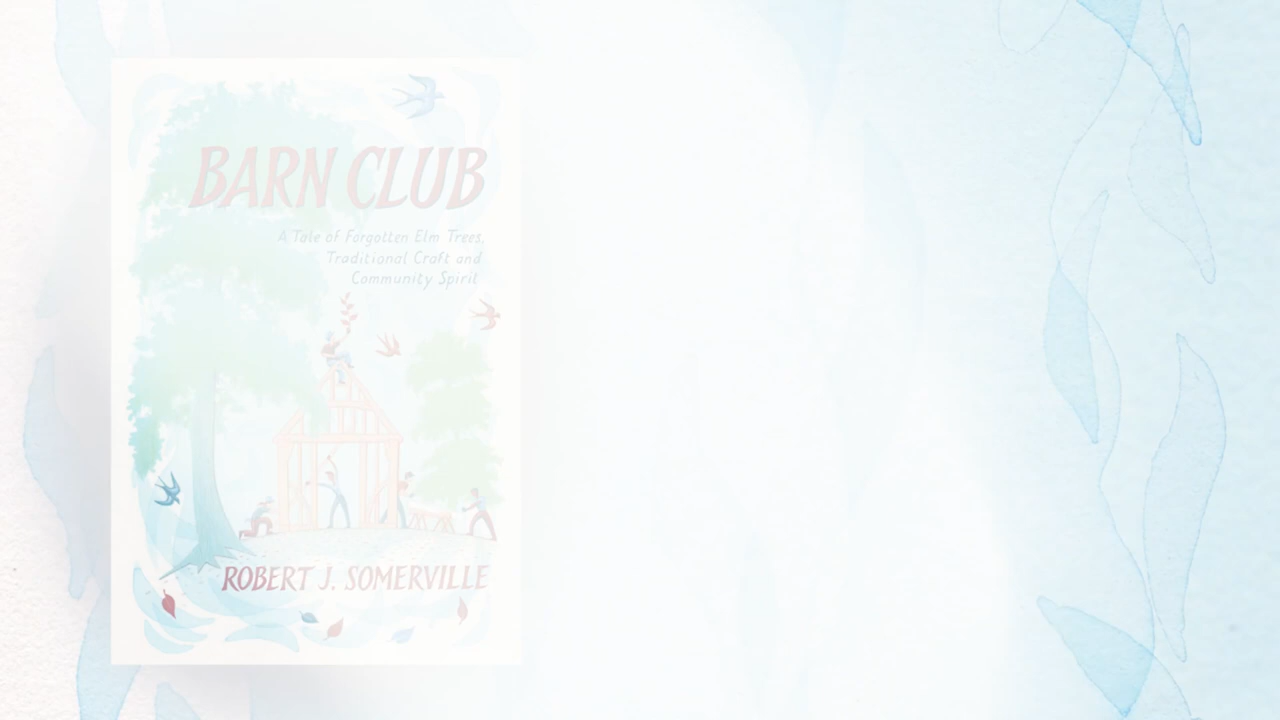 BARN CLUB
A Tale of Forgotten Elm Trees,
Traditional Craft and
Community Spirit
ROBERT J. SOMERVILLE